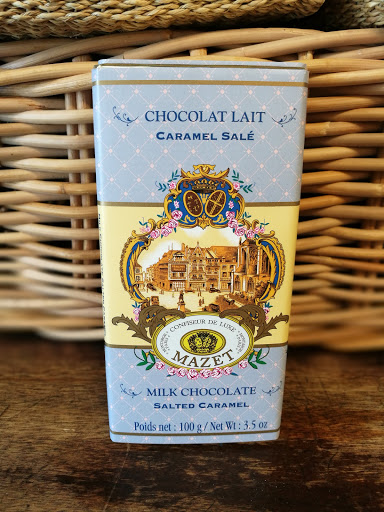 CHOCOLAT LAIT
CARAMEL SALÉ
CONFISEUR DE LUXE
MAZET
MILK CHOCOLATE
SALTED CARAMEL
Poids net : 100 g / Net Wt : 3.5 oz